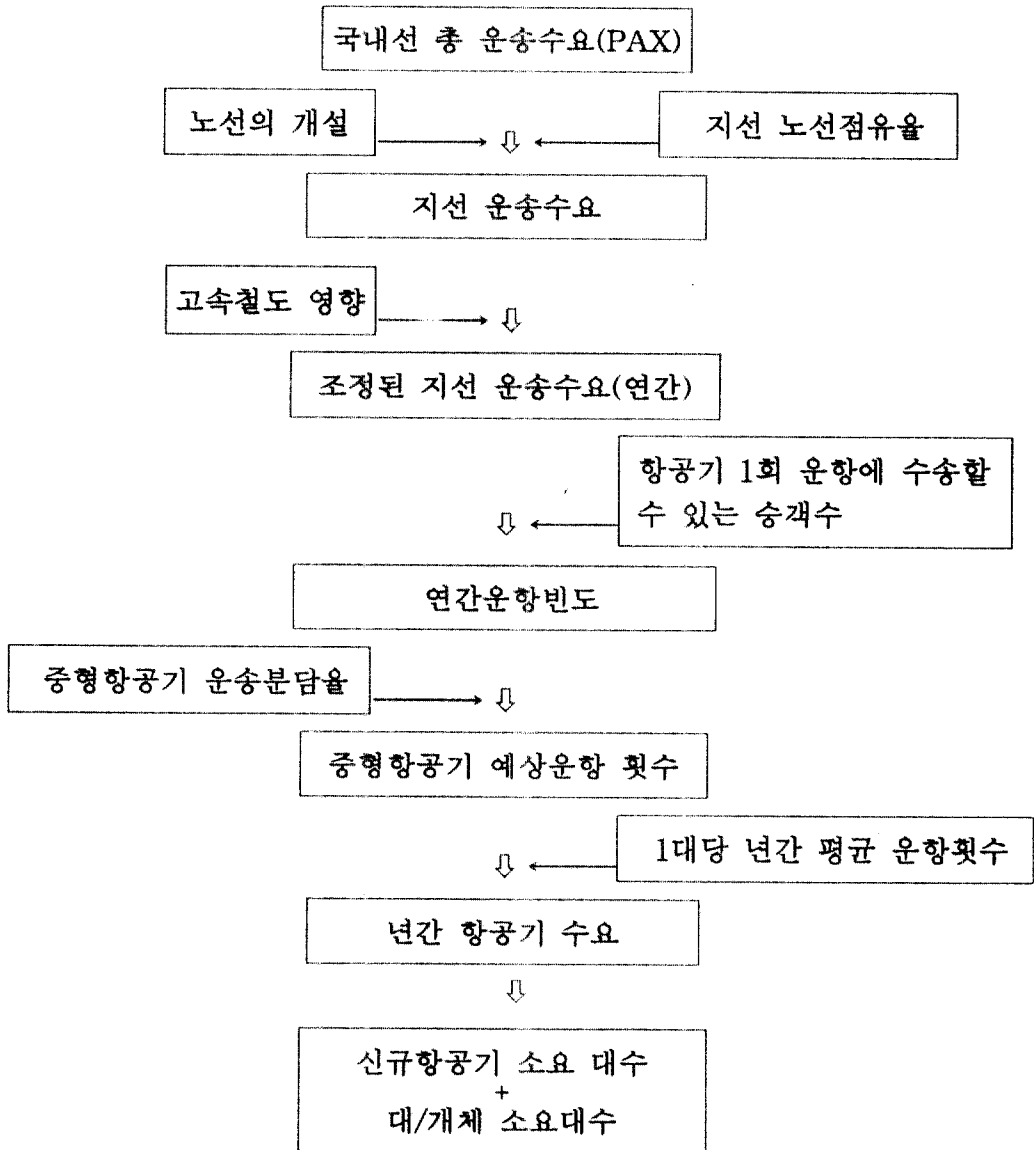 국내선 총 운송수요(PAX)
노선의 개설
지선 노선점유율
지선 운송수요
고속철도 영향
조정된 지선 운송수요(연간)
항공기 1회 운항에 수송할
수 있는 승객수
연간운항빈도
중형항공기 운송분담율
중형항공기 예상운항 횟수
1대당 년간 평균 운항횟수
년간 항공기 수요
신규항공기 소요 대수
+
대/개체 소요대수